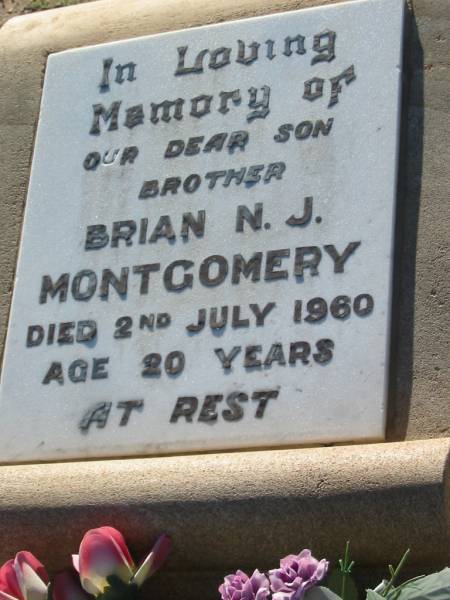 In Loving
Memory of
OUR DEAR SON
BROTHER
BRIAN N. J.
MONTGOMERY
DIED 2ND JULY 1960
AGE 20 YEARS
AT REST